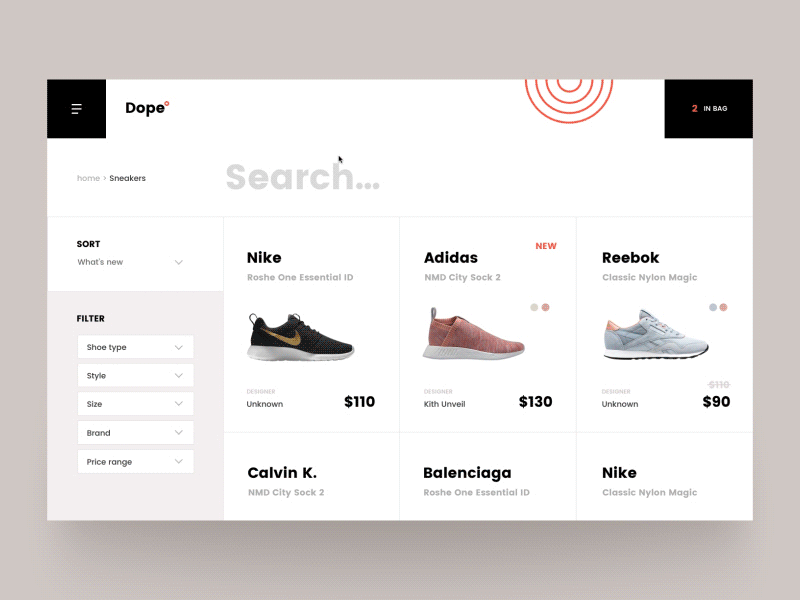 Dope
2 IN BAG
home > Sneakers
Search...
SORT
What's new
FILTER
Shoe type
Style
Size
Brand
Price range
Nike
Roshe One Essential ID
DESIGNER
Unknown
$110
NEW
Adidas
NMD City Sock 2
DESIGNER
Kith Unveil
$130
Reebok
Classic Nylon Magic
DESIGNER
Unknown
$110
$90
Calvin K.
NMD City Sock 2
Balenciaga
Roshe One Essential ID
Nike
Classic Nylon Magic